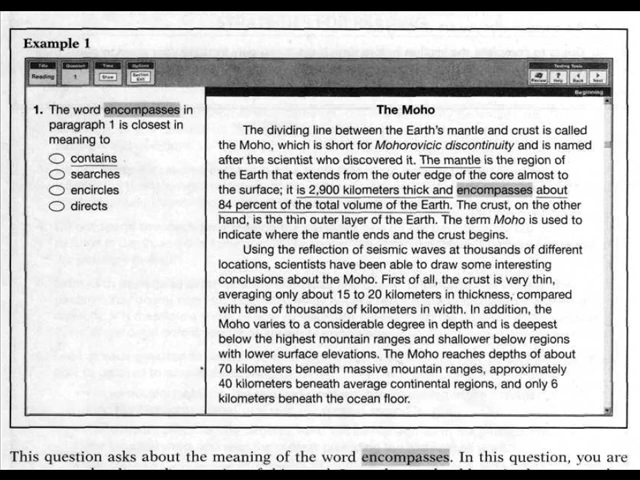 Example 1
Title Question Time Options Testing Tools
Reading 1 Show Section Exit Review Help Back Next
Beginning
1. The word encompasses in
paragraph 1 is closest in
meaning to
contains
searches
encircles
directs
The Moho
The dividing line between the Earth's mantle and crust is called
the Moho, which is short for Mohorovicic discontinuity and is named
after the scientist who discovered it. The mantle is the region of
the Earth that extends from the outer edge of the core almost to
the surface; it is 2,900 kilometers thick and encompasses about
84 percent of the total volume of the Earth. The crust, on the other
hand, is the thin outer layer of the Earth. The term Moho is used to
indicate where the mantle ends and the crust begins.
Using the reflection of seismic waves at thousands of different
locations, scientists have been able to draw some interesting
conclusions about the Moho. First of all, the crust is very thin,
averaging only about 15 to 20 kilometers in thickness, compared
with tens of thousands of kilometers in width. In addition, the
Moho varies to a considerable degree in depth and is deepest
below the highest mountain ranges and shallower below regions
with lower surface elevations. The Moho reaches depths of about
70 kilometers beneath massive mountain ranges, approximately
40 kilometers beneath average continental regions, and only 6
kilometers beneath the ocean floor.
This question asks about the meaning of the word encompasses. In this question, you are